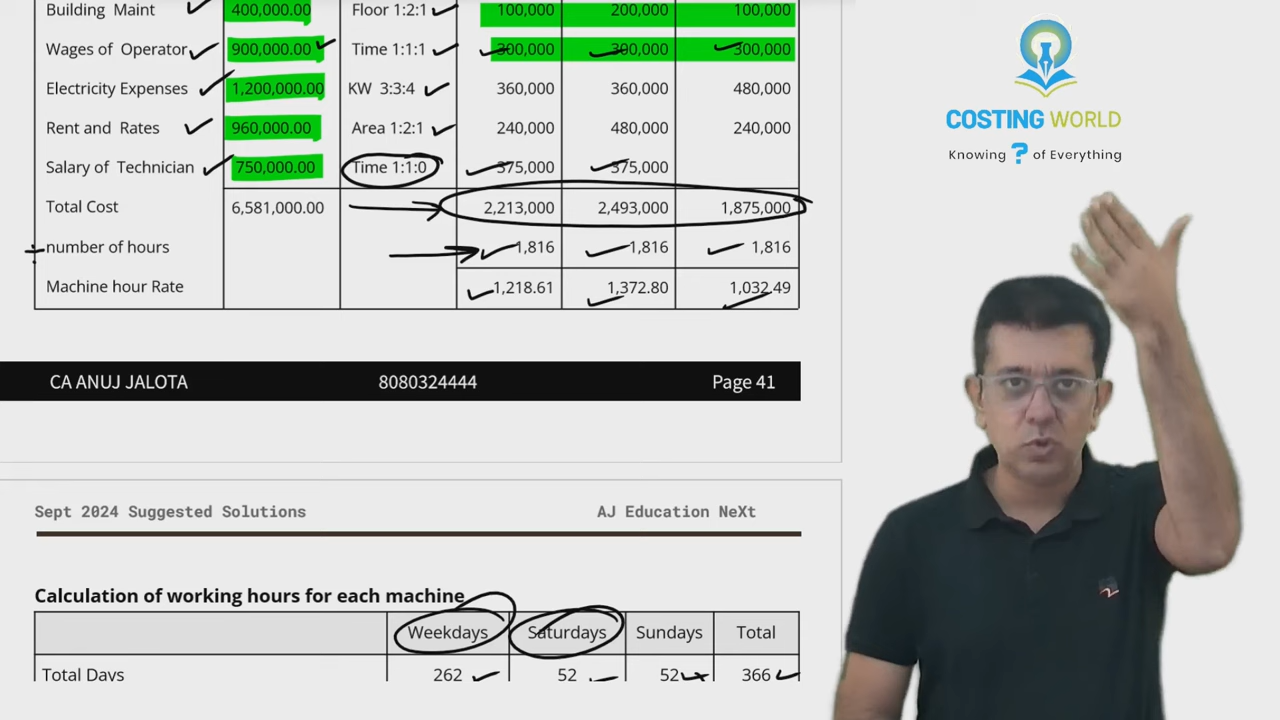 Building Maint 400,000.00 Floor 1:2:1 100,000 200,000 100,000
Wages of Operator 900,000.00 Time 1:1:1 300,000 300,000 300,000
Electricity Expenses 1,200,000.00 KW 3:3:4 360,000 360,000 480,000
Rent and Rates 960,000.00 Area 1:2:1 240,000 480,000 240,000
Salary of Technician 750,000.00 Time 1:1:0 375,000 375,000
Total Cost 6,581,000.00 2,213,000 2,493,000 1,875,000
÷ number of hours 1,816 1,816 1,816
Machine hour Rate 1,218.61 1,372.80 1,032.49
CA ANUJ JALOTA 8080324444 Page 41
Sept 2024 Suggested Solutions AJ Education NeXt
Calculation of working hours for each machine
Weekdays Saturdays Sundays Total
Total Days 262 52 52 366
COSTING WORLD
Knowing ? of Everything